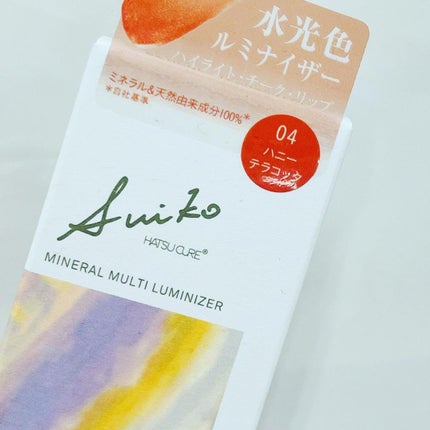 水光色
ルミナイザー
ハイライト・チーク・リップ
ミネラル&天然由来成分100%*
*自社基準
04
ハニー
テラコッタ
Suiko
HATSU CURE®
MINERAL MULTI LUMINIZER